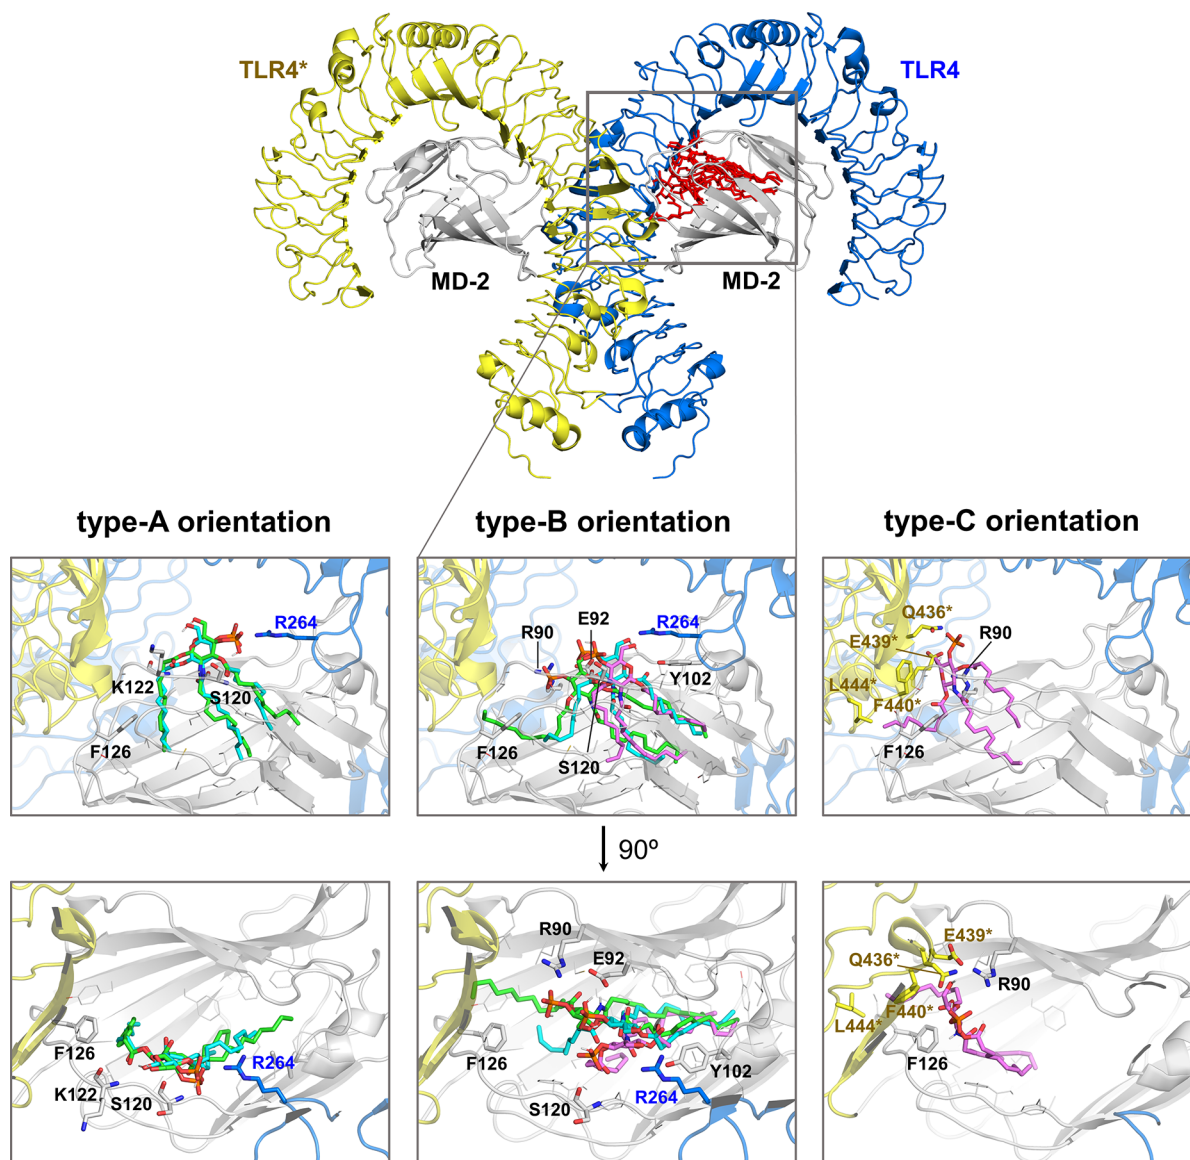 TLR4*
TLR4
MD-2
MD-2
type-A orientation
type-B orientation
type-C orientation
R264
K122
S120
F126
E92
R90
R264
Y102
F126
S120
Q436*
E439*
R90
L444*
F440*
F126
90º
F126
R264
K122
S120
R90
E92
F126
Y102
S120
R264
E439*
Q436*
R90
L444*
F440*
F126